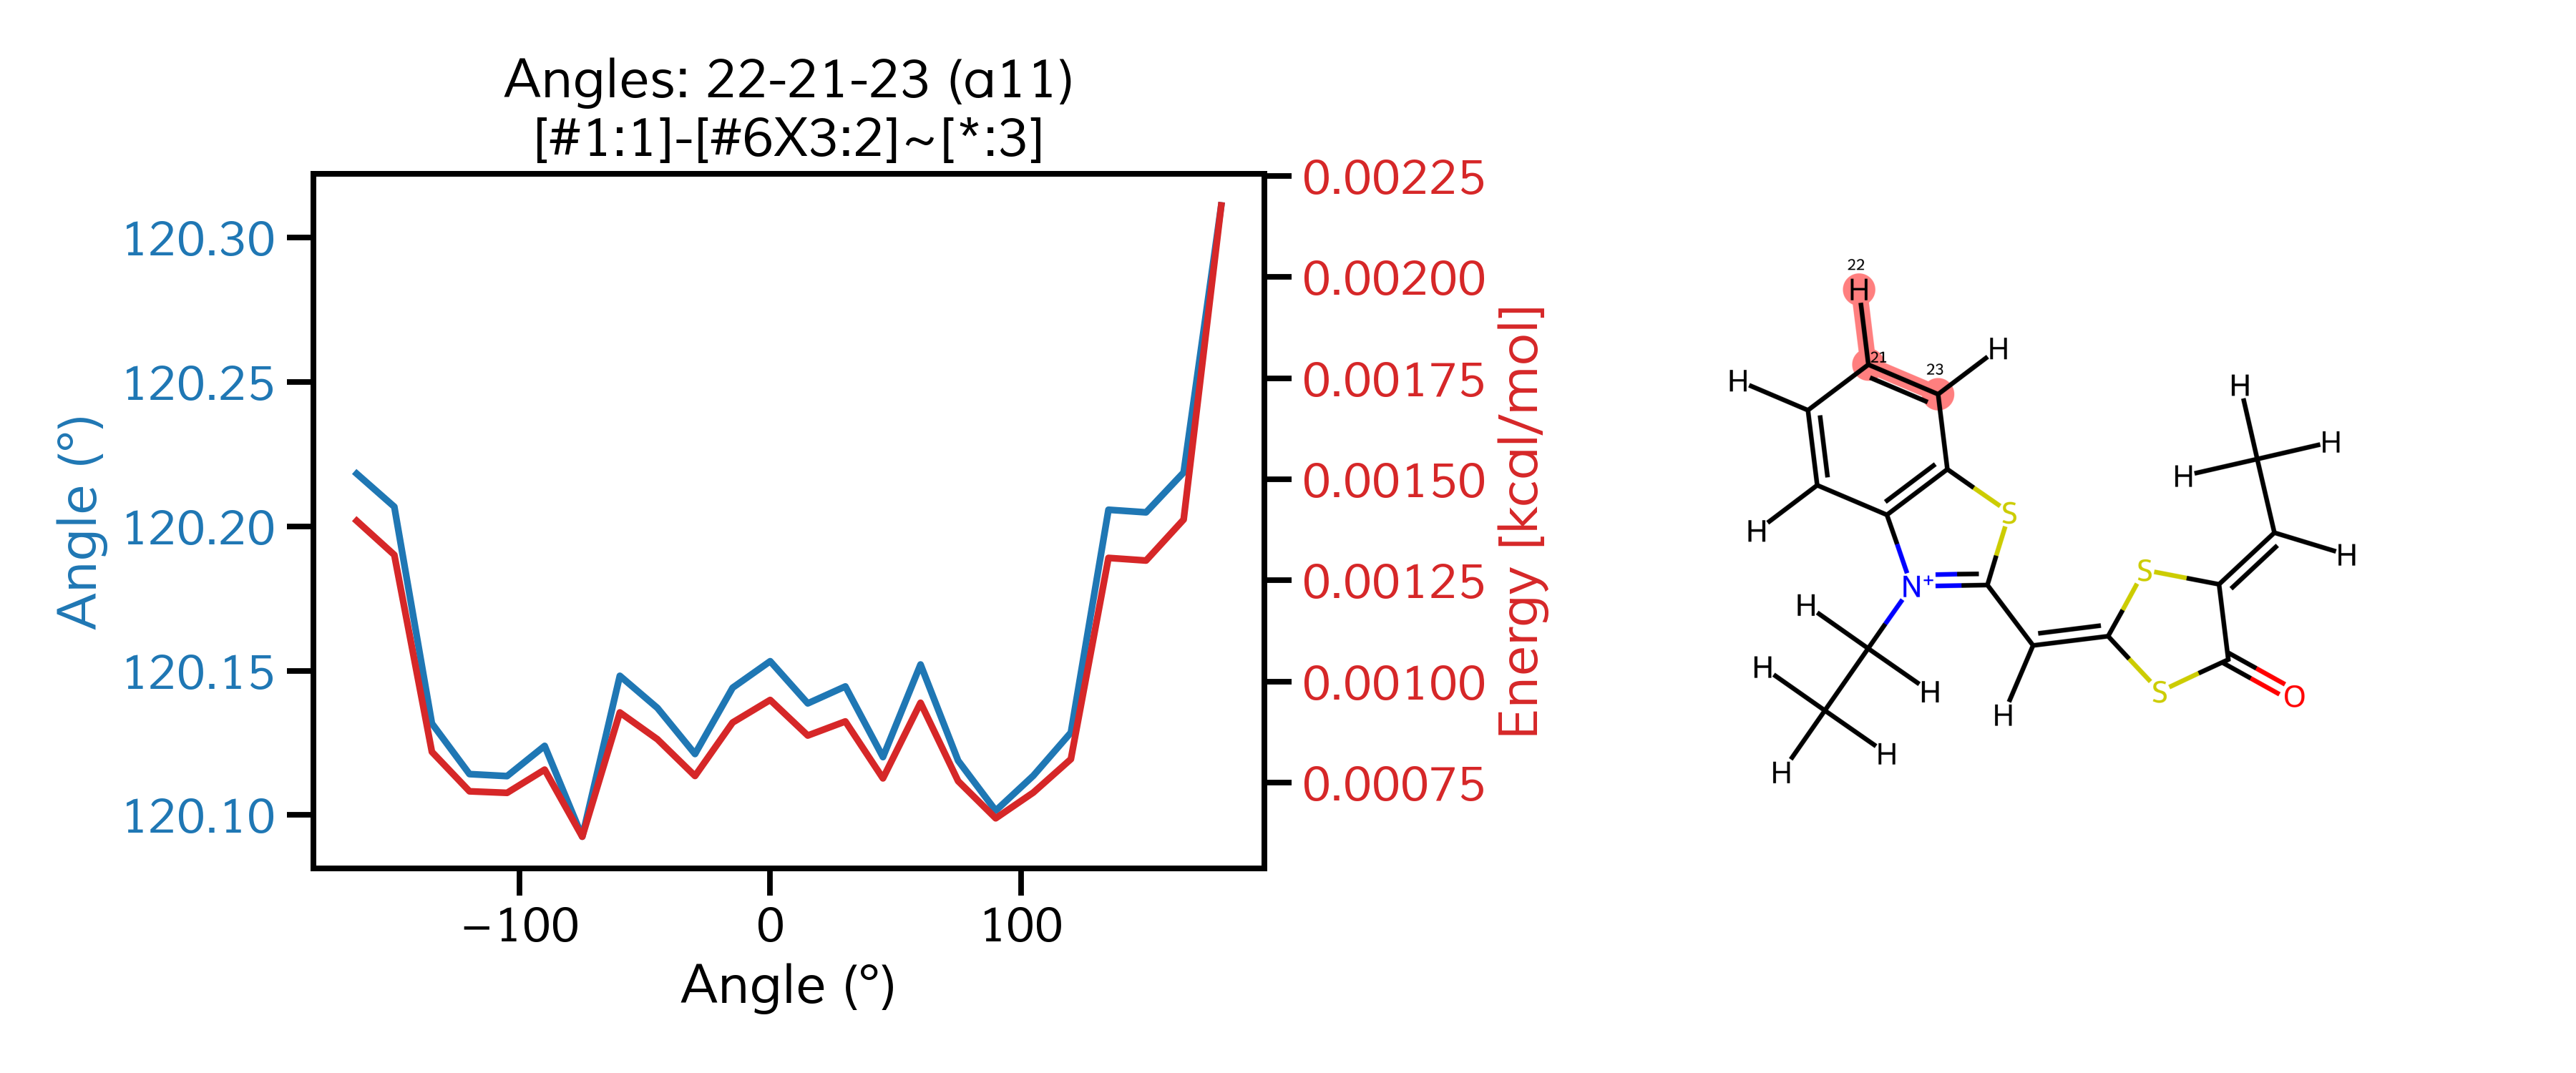 Angles: 22-21-23 (a11)
[#1:1]-[#6X3:2]~[*:3]
Angle (°)
120.30
120.25
120.20
120.15
120.10
−100
0
100
Angle (°)
0.00225
0.00200
0.00175
0.00150
0.00125
0.00100
0.00075
Energy [kcal/mol]
22
H
21
23
H
H
H
S
N+
H
H
H
H
H
H
S
S
O
H
H
H
H